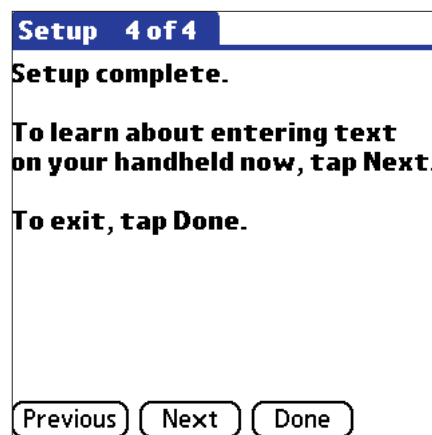 Setup 4 of 4
Setup complete.
To learn about entering text
on your handheld now, tap Next.
To exit, tap Done.
Previous Next Done